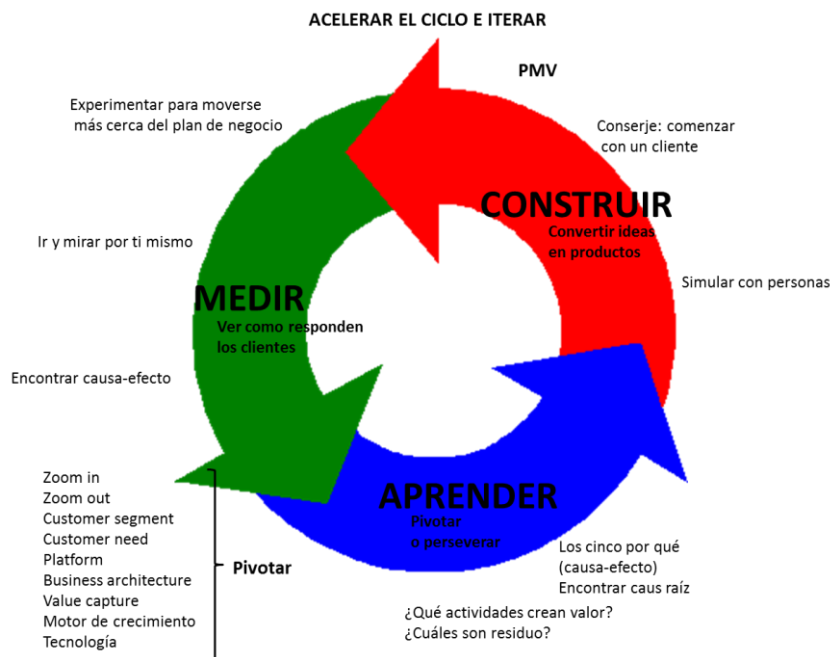 ACELERAR EL CICLO E ITERAR
PMV
Experimentar para moverse
más cerca del plan de negocio
Conserje: comenzar
con un cliente
CONSTRUIR
Convertir ideas
en productos
Ir y mirar por ti mismo
Simular con personas
MEDIR
Ver como responden
los clientes
Encontrar causa-efecto
APRENDER
Pivotar
o perseverar
Zoom in
Zoom out
Customer segment
Customer need
Platform
Business architecture
Value capture
Motor de crecimiento
Tecnología
Pivotar
Los cinco por qué
(causa-efecto)
Encontrar caus raíz
¿Qué actividades crean valor?
¿Cuáles son residuo?